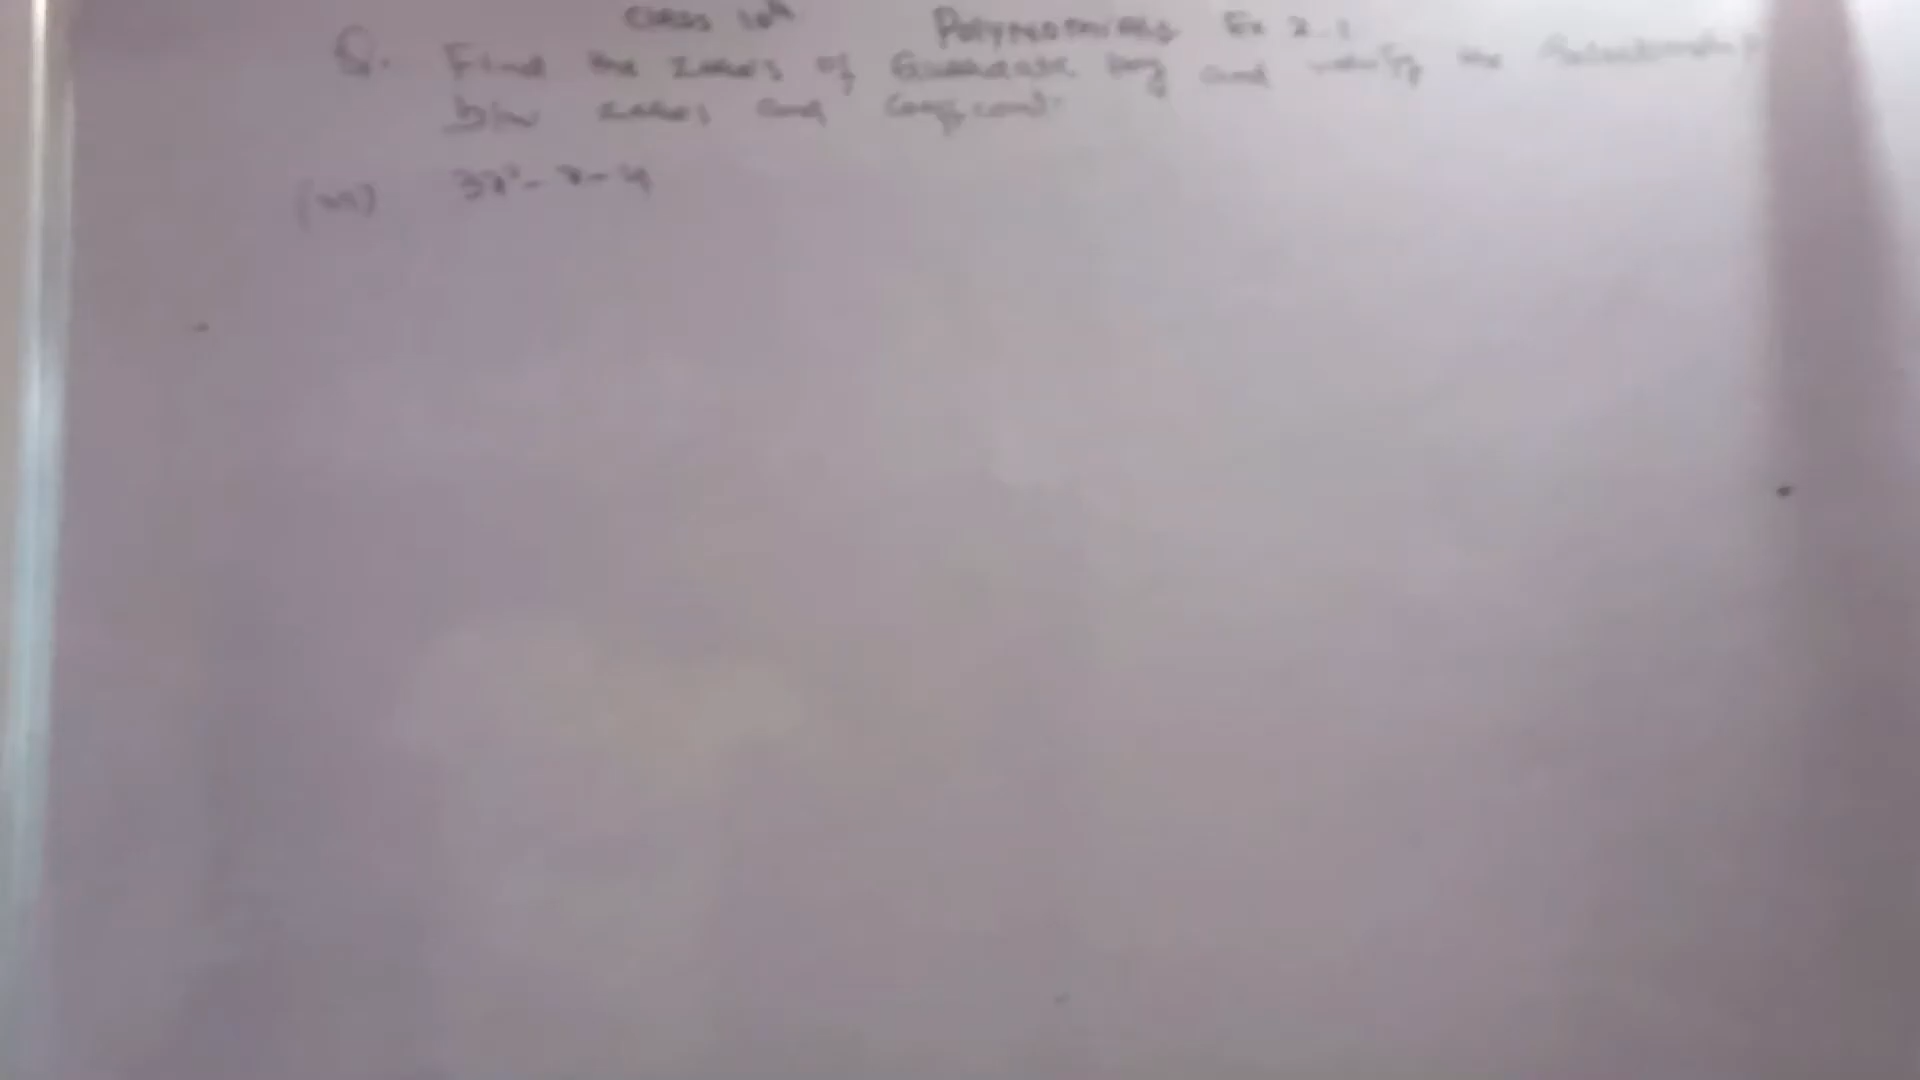 Class 10th Polynomials Ex 2.1
Q. Find the zeroes of Quadratic Poly and verify the Relationship
b/w zeroes and Coefficient
(vi) 3x² - x - 4